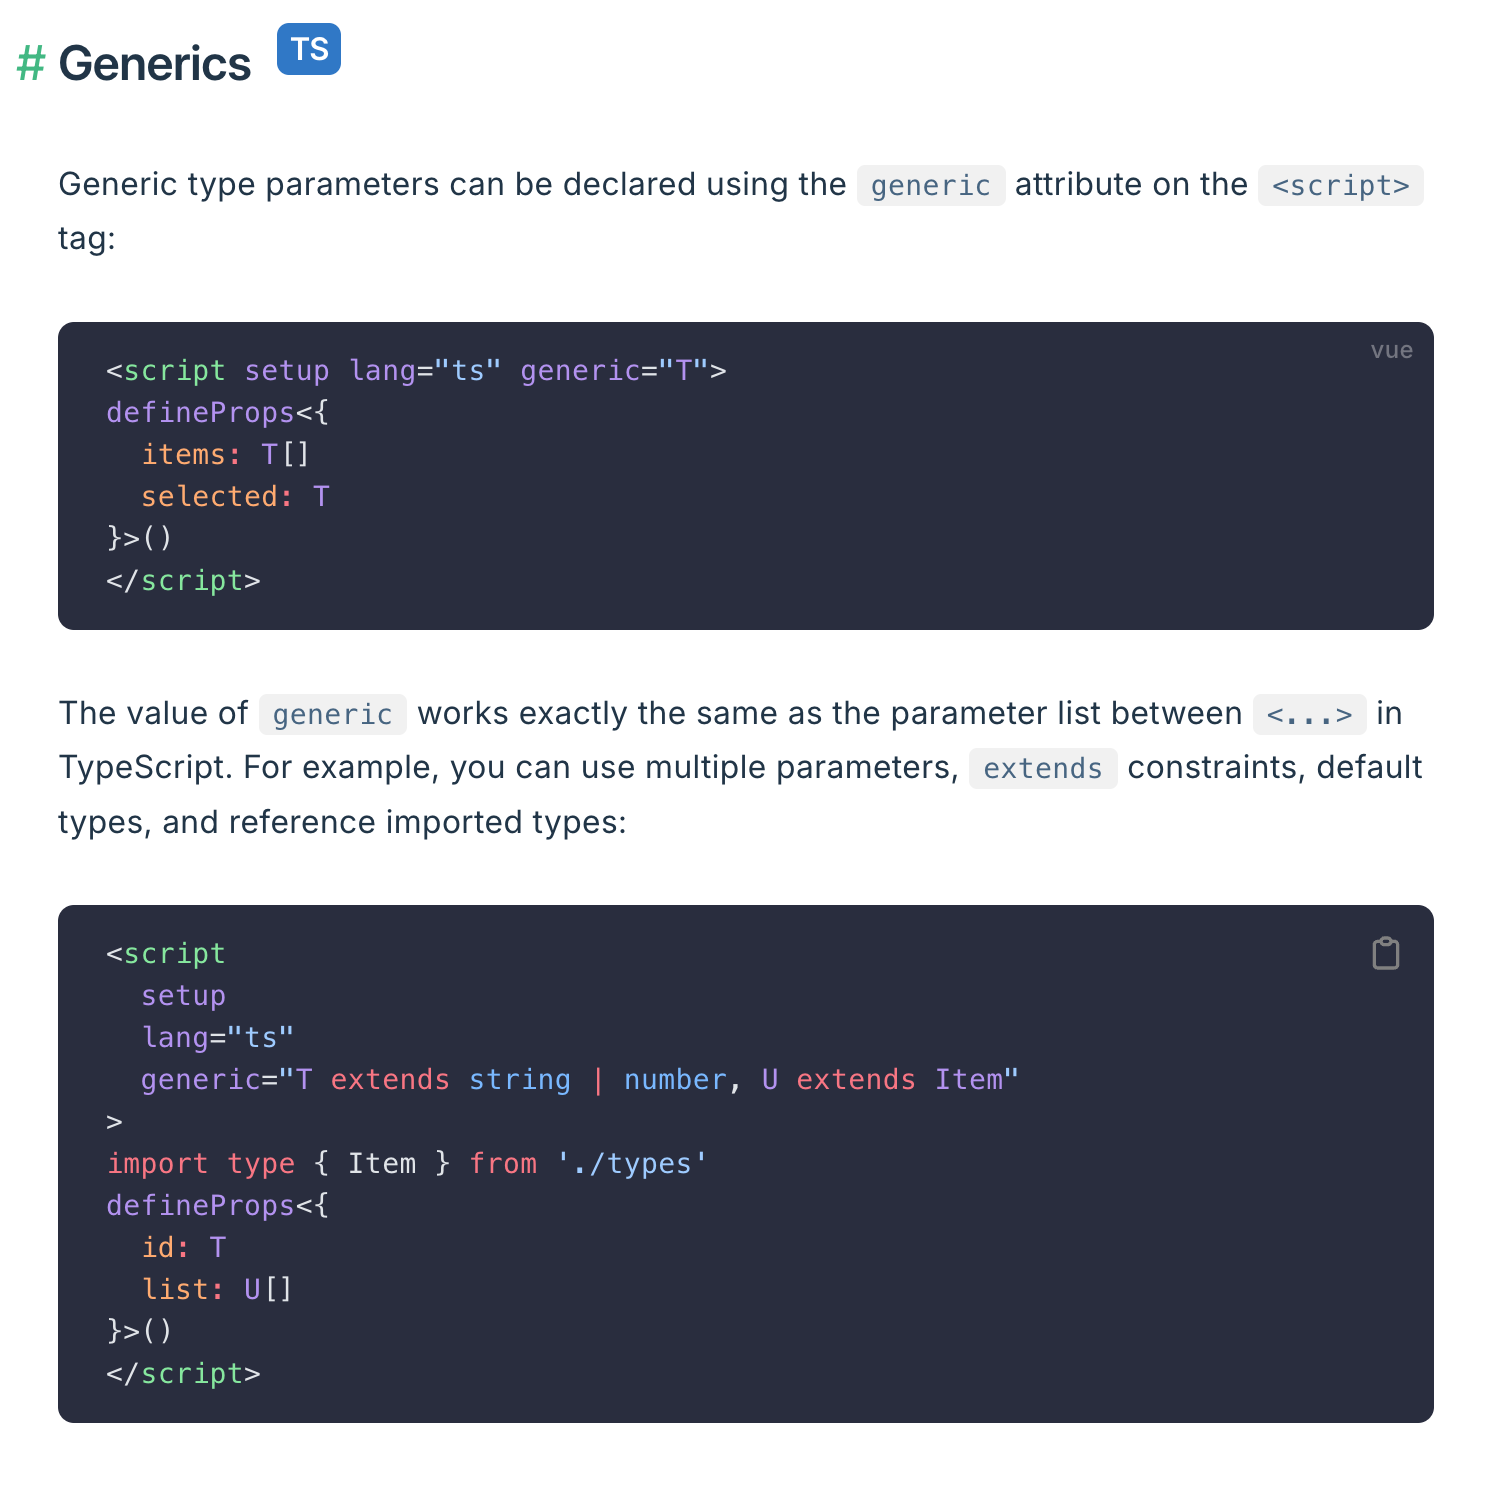 # Generics TS
Generic type parameters can be declared using the generic attribute on the <script>
tag:
vue
<script setup lang="ts" generic="T">
defineProps<{
  items: T[]
  selected: T
}>()
</script>
The value of generic works exactly the same as the parameter list between <...> in
TypeScript. For example, you can use multiple parameters, extends constraints, default
types, and reference imported types:
<script
  setup
  lang="ts"
  generic="T extends string | number, U extends Item"
>
import type { Item } from './types'
defineProps<{
  id: T
  list: U[]
}>()
</script>